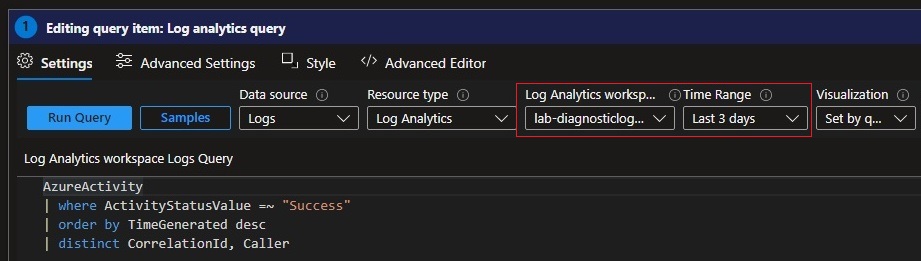 1 Editing query item: Log analytics query
Settings Advanced Settings Style </> Advanced Editor
Data source Resource type Log Analytics worksp... Time Range Visualization
Run Query Samples Logs Log Analytics lab-diagnosticlog... Last 3 days Set by q...
Log Analytics workspace Logs Query
AzureActivity
| where ActivityStatusValue =~ "Success"
| order by TimeGenerated desc
| distinct CorrelationId, Caller